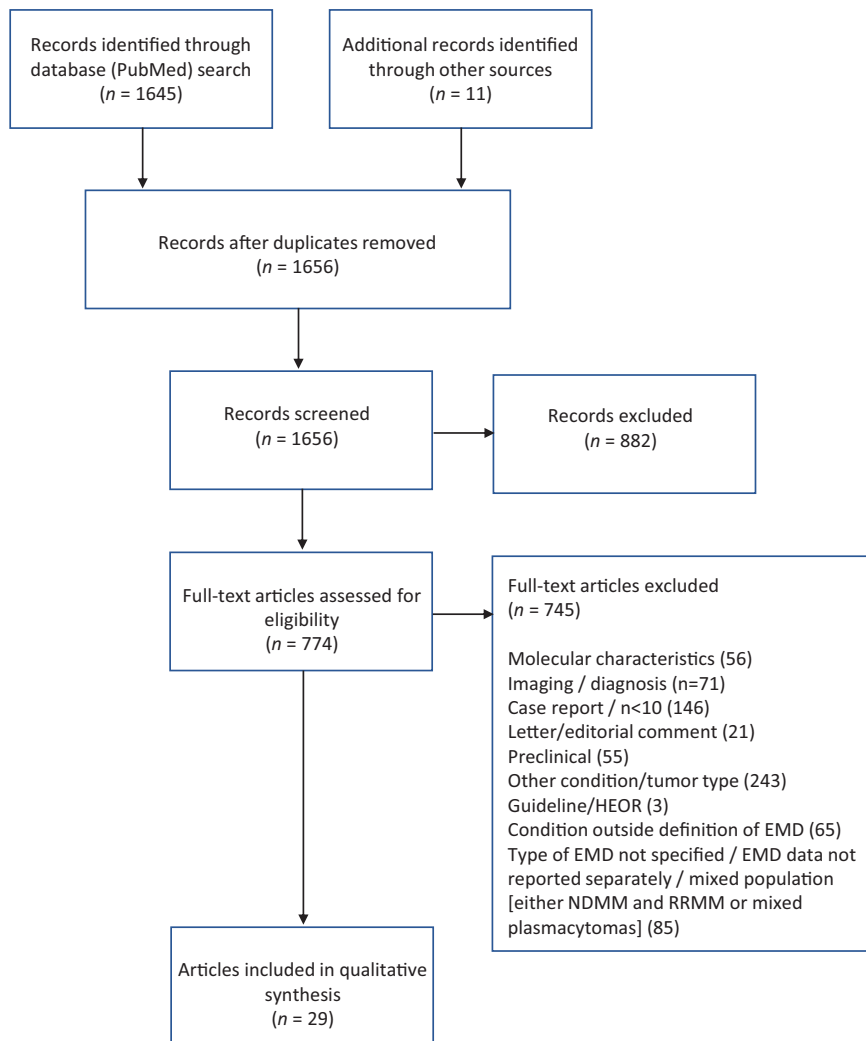 Records identified through
database (PubMed) search
(n = 1645)
Additional records identified
through other sources
(n = 11)
Records after duplicates removed
(n = 1656)
Records screened
(n = 1656)
Records excluded
(n = 882)
Full-text articles assessed for
eligibility
(n = 774)
Full-text articles excluded
(n = 745)
Molecular characteristics (56)
Imaging / diagnosis (n=71)
Case report / n<10 (146)
Letter/editorial comment (21)
Preclinical (55)
Other condition/tumor type (243)
Guideline/HEOR (3)
Condition outside definition of EMD (65)
Type of EMD not specified / EMD data not
reported separately / mixed population
[either NDMM and RRMM or mixed
plasmacytomas] (85)
Articles included in qualitative
synthesis
(n = 29)